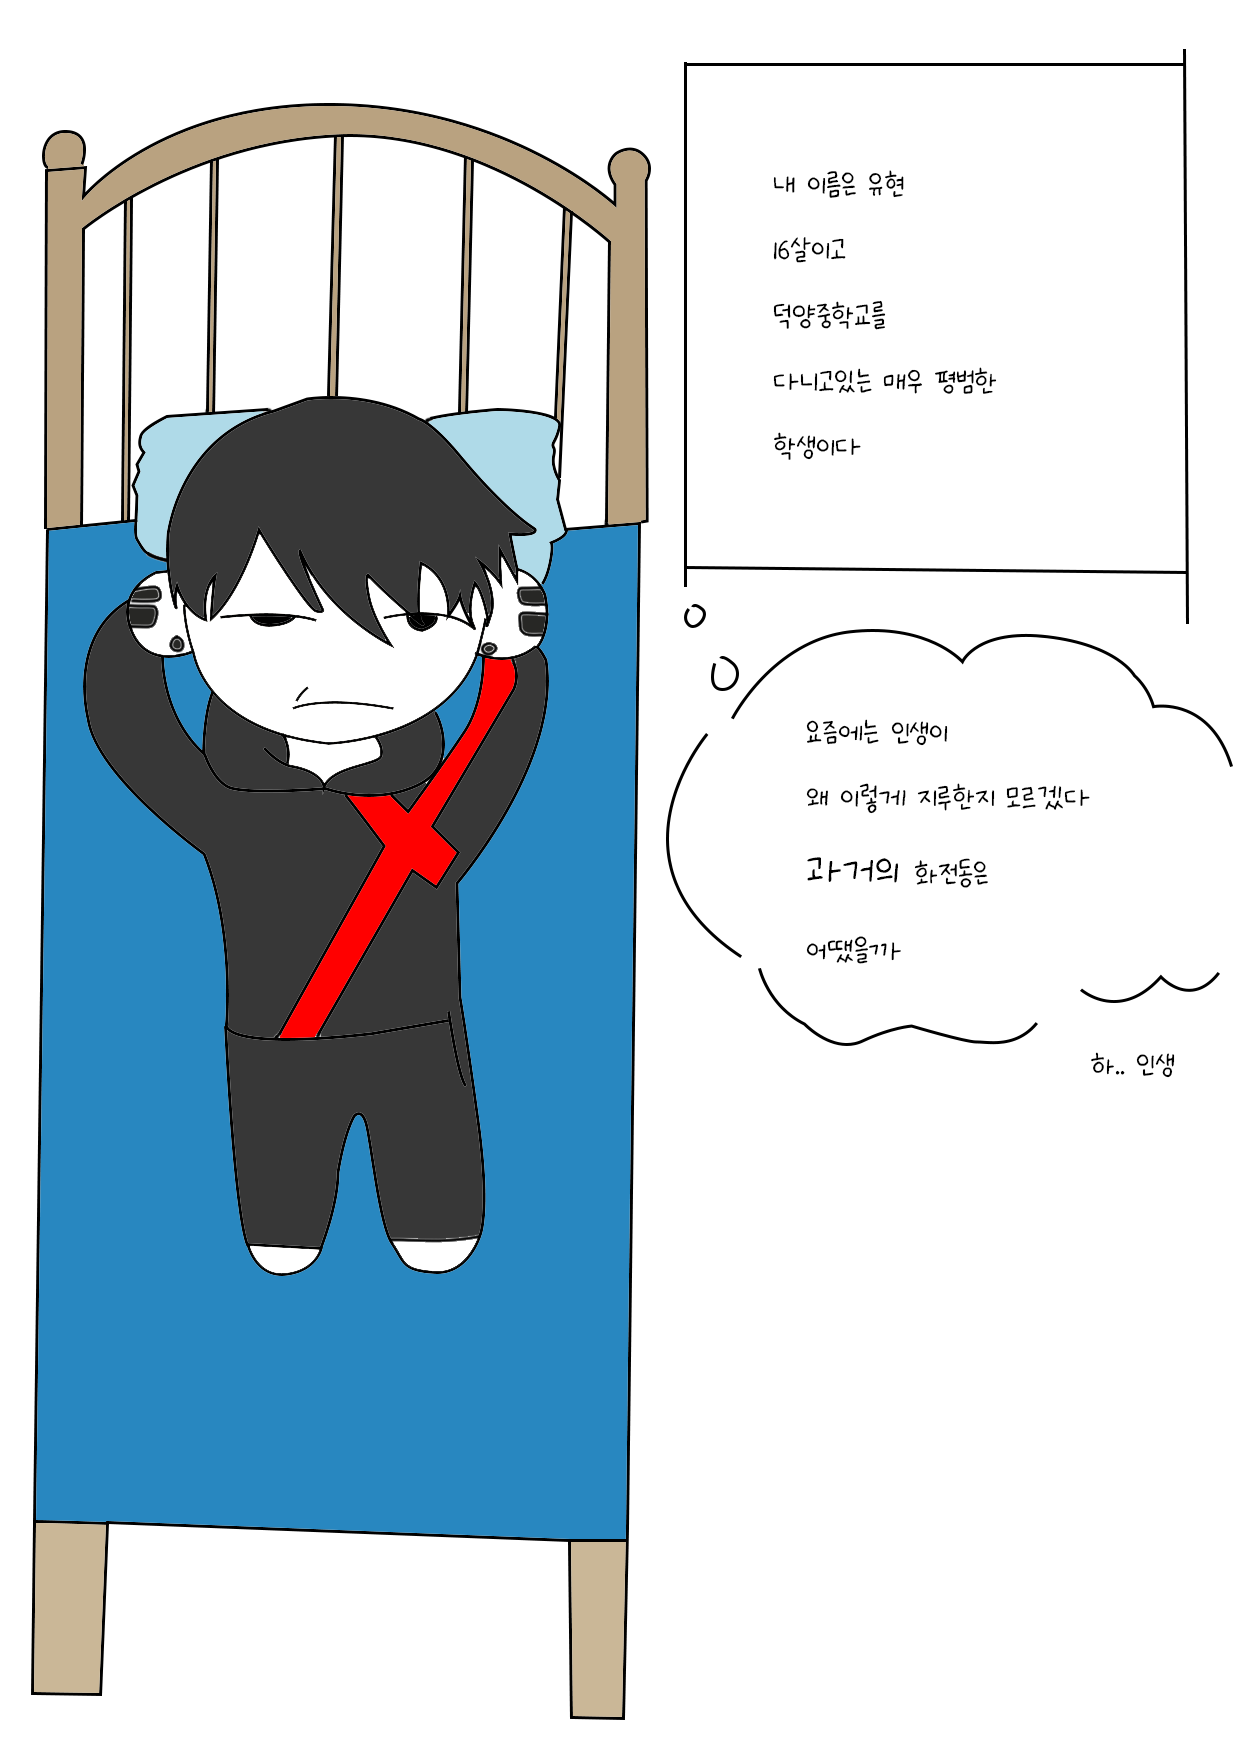 내 이름은 유현
16살이고
덕양중학교를
다니고있는 매우 평범한
학생이다
요즘에는 인생이
왜 이렇게 지루한지 모르겠다
과거의 화전동은
어땠을까
하.. 인생